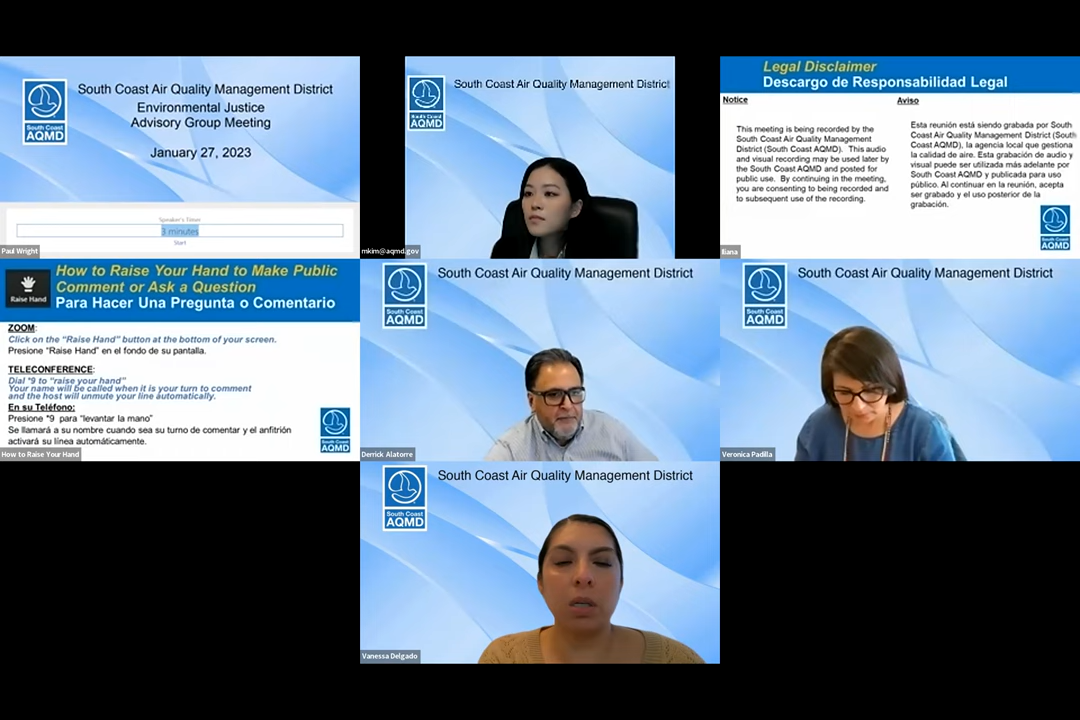 South Coast Air Quality Management District
Environmental Justice
Advisory Group Meeting
January 27, 2023
South Coast
AQMD
Speaker's Timer
3 minutes
Start
Paul Wright
South Coast Air Quality Management District
South Coast
AQMD
mkim@aqmd.gov
Legal Disclaimer
Descargo de Responsabilidad Legal
Notice
This meeting is being recorded by the
South Coast Air Quality Management
District (South Coast AQMD). This audio
and visual recording may be used later by
the South Coast AQMD and posted for
public use. By continuing in the meeting,
you are consenting to being recorded and
to subsequent use of the recording.
Aviso
Esta reunión está siendo grabada por South
Coast Air Quality Management District (South
Coast AQMD), la agencia local que gestiona
la calidad de aire. Esta grabación de audio y
visual puede ser utilizada más adelante por
South Coast AQMD y publicada para uso
público. Al continuar en la reunión, acepta
ser grabado y el uso posterior de la
grabación.
South Coast
AQMD
Iliana
Raise Hand
How to Raise Your Hand to Make Public
Comment or Ask a Question
Para Hacer Una Pregunta o Comentario
ZOOM:
Click on the "Raise Hand" button at the bottom of your screen.
Presione "Raise Hand" en el fondo de su pantalla.
TELECONFERENCE:
Dial *9 to "raise your hand"
Your name will be called when it is your turn to comment
and the host will unmute your line automatically.
En su Teléfono:
Presione *9 para "levantar la mano"
Se llamará a su nombre cuando sea su turno de comentar y el anfitrión
activará su línea automáticamente.
South Coast
AQMD
How to Raise Your Hand
South Coast Air Quality Management District
South Coast
AQMD
Derrick Alatorre
South Coast Air Quality Management District
South Coast
AQMD
Veronica Padilla
South Coast Air Quality Management District
South Coast
AQMD
Vanessa Delgado